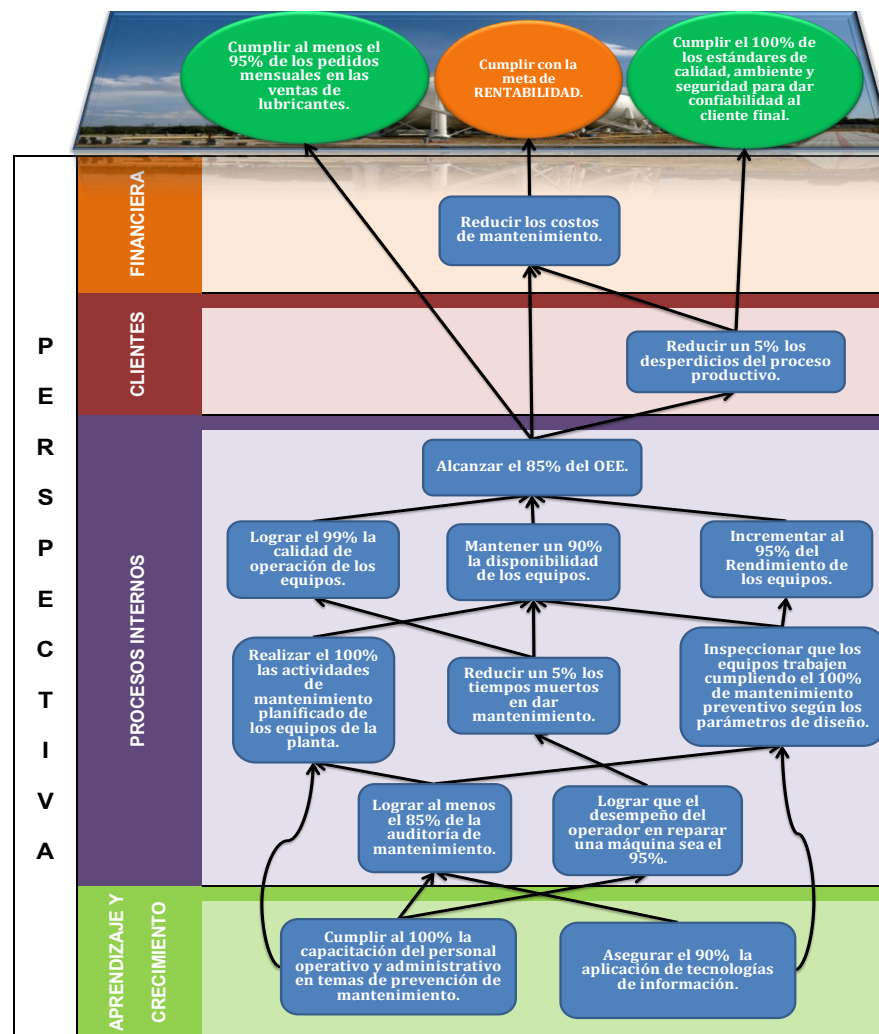 Cumplir al menos el
95% de los pedidos
mensuales en las
ventas de
lubricantes.
Cumplir con la
meta de
RENTABILIDAD.
Cumplir el 100% de
los estándares de
calidad, ambiente y
seguridad para dar
confiabilidad al
cliente final.
PERSPECTIVA
FINANCIERA
Reducir los costos
de mantenimiento.
CLIENTES
Reducir un 5% los
desperdicios del proceso
productivo.
PROCESOS INTERNOS
Alcanzar el 85% del OEE.
Lograr el 99% la
calidad de
operación de los
equipos.
Mantener un 90%
la disponibilidad
de los equipos.
Incrementar al
95% del
Rendimiento de
los equipos.
Realizar el 100%
las actividades
de
mantenimiento
planificado de
los equipos de la
planta.
Reducir un 5% los
tiempos muertos
en dar
mantenimiento.
Inspeccionar que los
equipos trabajen
cumpliendo el 100%
de mantenimiento
preventivo según los
parámetros de diseño.
Lograr al menos
el 85% de la
auditoría de
mantenimiento.
Lograr que el
desempeño del
operador en reparar
una máquina sea el
95%.
APRENDIZAJE Y
CRECIMIENTO
Cumplir al 100% la
capacitación del personal
operativo y administrativo
en temas de prevención de
mantenimiento.
Asegurar el 90% la
aplicación de tecnologías
de información.